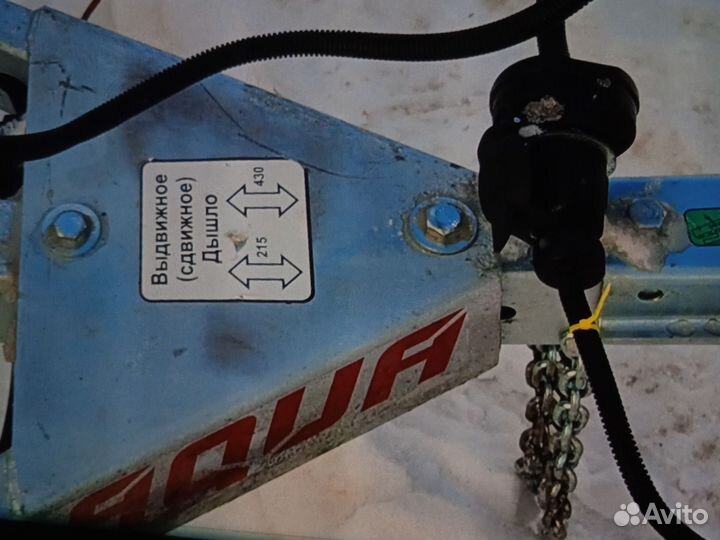 Выдвижное
(сдвижное)
Дышло
215
430
AQUA
Avito